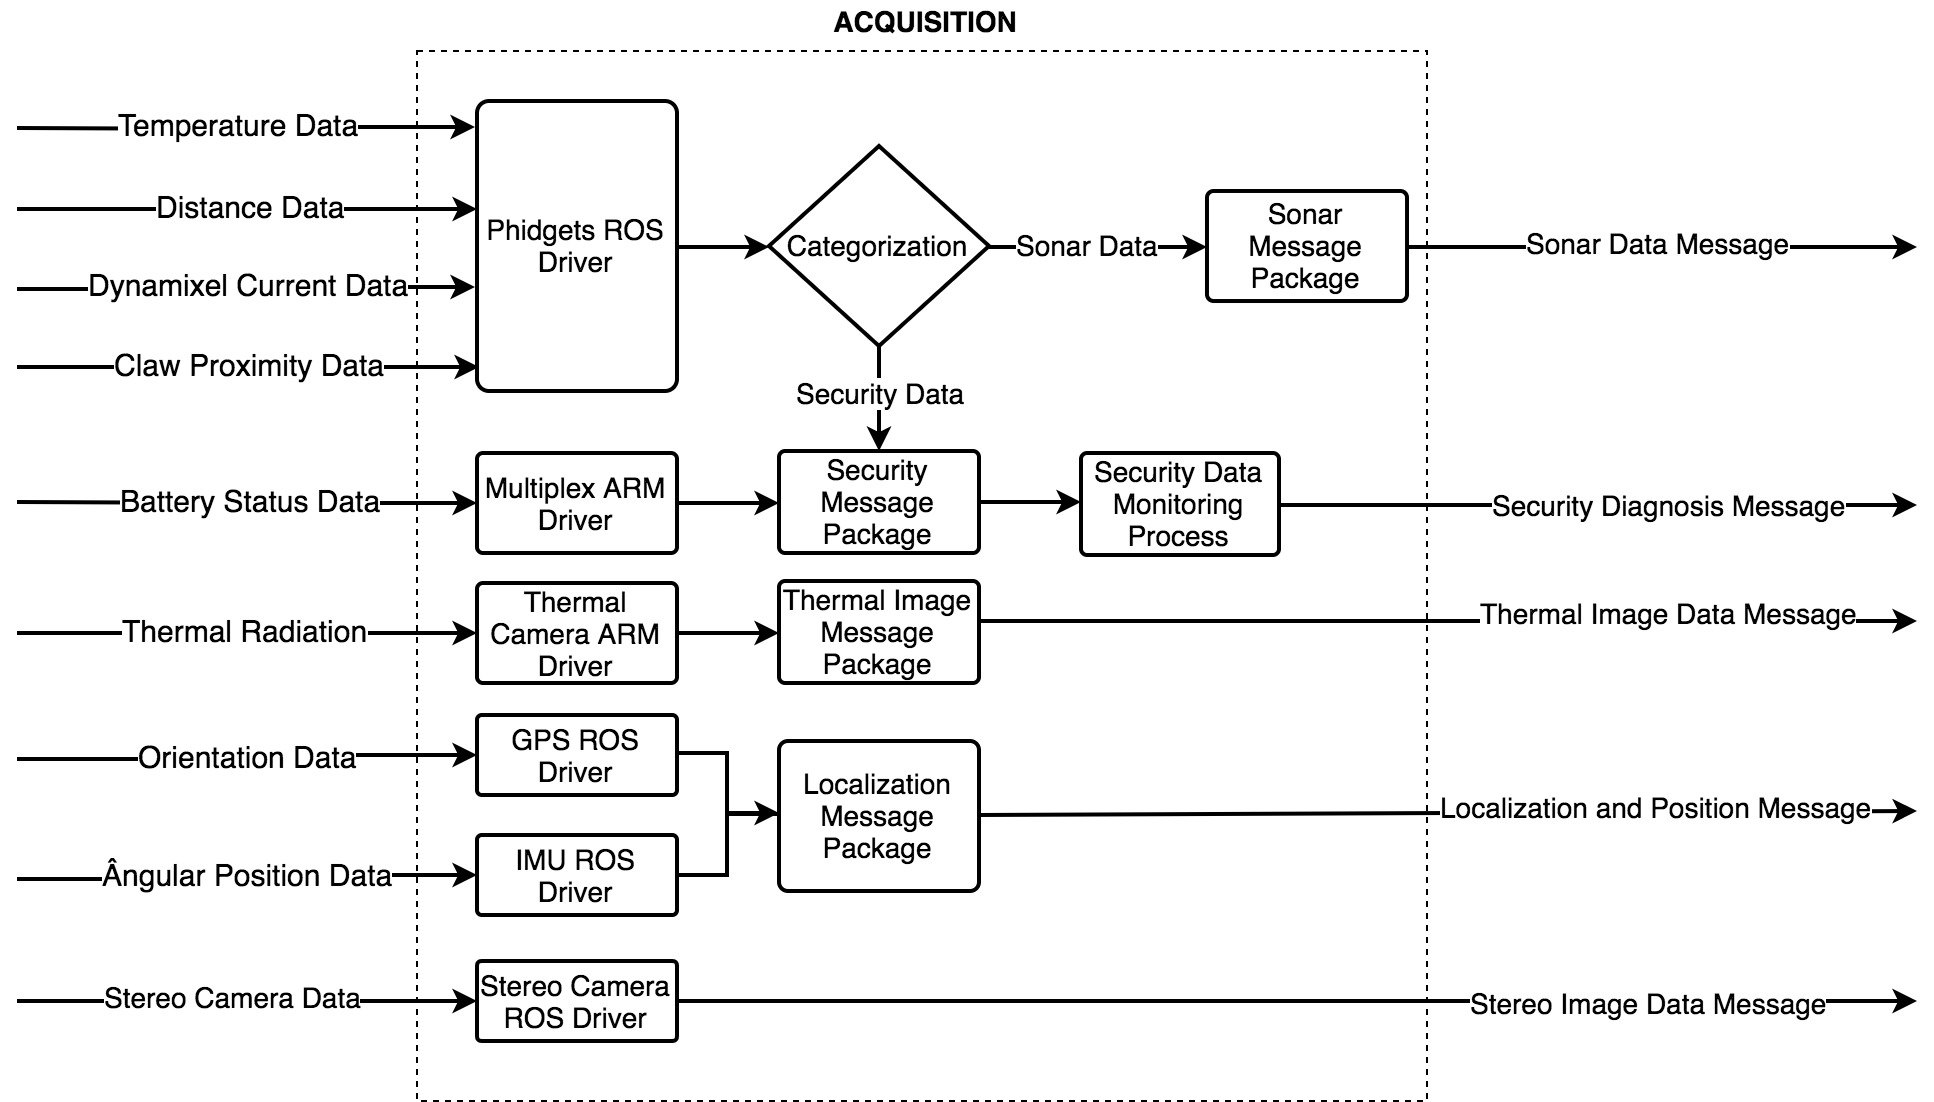 ACQUISITION
Temperature Data
Distance Data
Dynamixel Current Data
Claw Proximity Data
Phidgets ROS
Driver
Categorization
Sonar Data
Sonar
Message
Package
Sonar Data Message
Security Data
Battery Status Data
Multiplex ARM
Driver
Security
Message
Package
Security Data
Monitoring
Process
Security Diagnosis Message
Thermal Radiation
Thermal
Camera ARM
Driver
Thermal Image
Message
Package
Thermal Image Data Message
Orientation Data
GPS ROS
Driver
Ângular Position Data
IMU ROS
Driver
Localization
Message
Package
Localization and Position Message
Stereo Camera Data
Stereo Camera
ROS Driver
Stereo Image Data Message